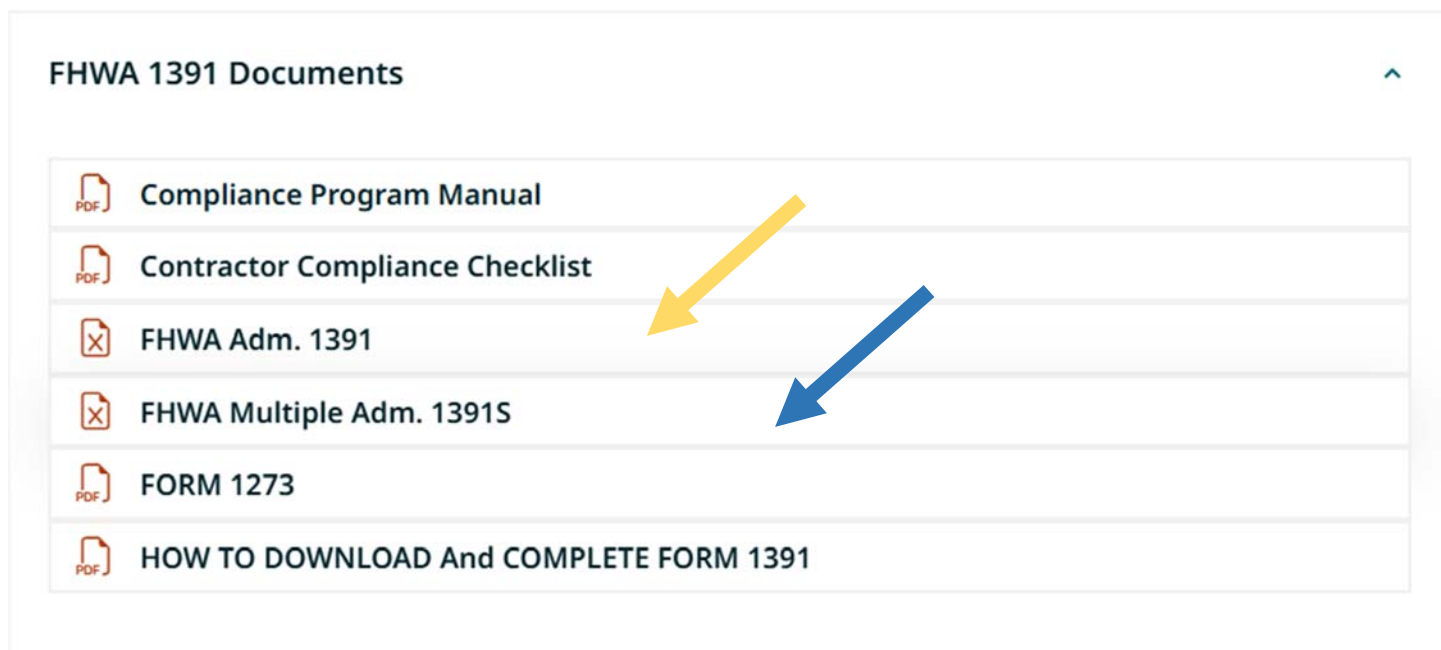 FHWA 1391 Documents
PDF Compliance Program Manual
PDF Contractor Compliance Checklist
FHWA Adm. 1391
FHWA Multiple Adm. 1391S
PDF FORM 1273
PDF HOW TO DOWNLOAD And COMPLETE FORM 1391